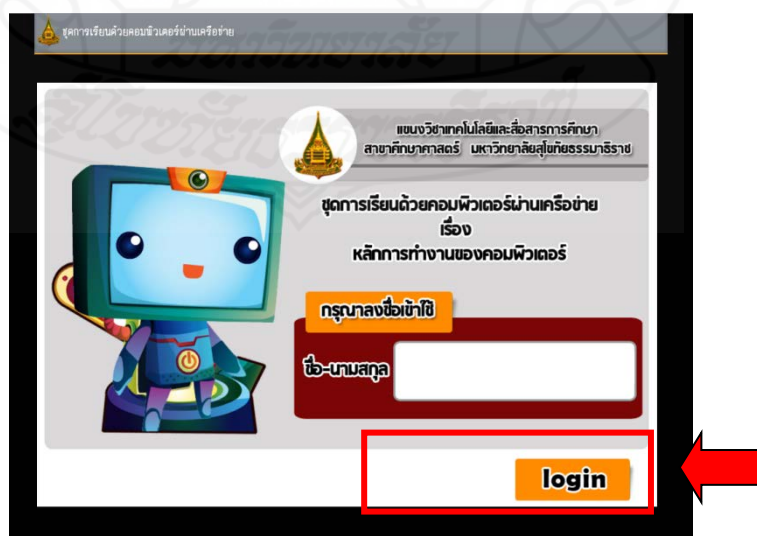 ชุดการเรียนด้วยคอมพิวเตอร์ผ่านเครือข่าย
แขนงวิชาเทคโนโลยีและสื่อสารการศึกษา
สาขาศึกษาศาสตร์ มหาวิทยาลัยสุโขทัยธรรมาธิราช
ชุดการเรียนด้วยคอมพิวเตอร์ผ่านเครือข่าย
เรื่อง
หลักการทำงานของคอมพิวเตอร์
กรุณาลงชื่อเข้าใช้
ชื่อ-นามสกุล
login